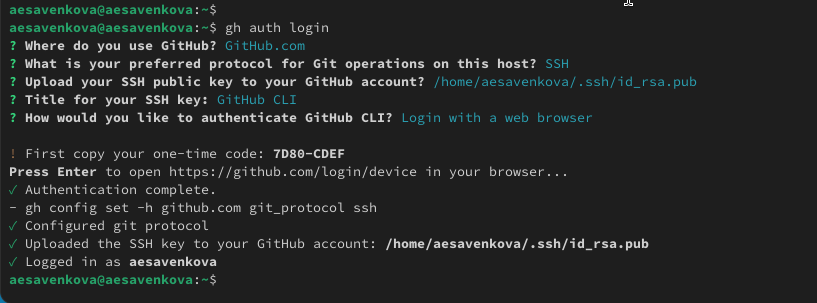 aesavenkova@aesavenkova:~$
aesavenkova@aesavenkova:~$ gh auth login
? Where do you use GitHub? GitHub.com
? What is your preferred protocol for Git operations on this host? SSH
? Upload your SSH public key to your GitHub account? /home/aesavenkova/.ssh/id_rsa.pub
? Title for your SSH key: GitHub CLI
? How would you like to authenticate GitHub CLI? Login with a web browser
! First copy your one-time code: 7D80-CDEF
Press Enter to open https://github.com/login/device in your browser...
✓ Authentication complete.
- gh config set -h github.com git_protocol ssh
✓ Configured git protocol
✓ Uploaded the SSH key to your GitHub account: /home/aesavenkova/.ssh/id_rsa.pub
✓ Logged in as aesavenkova
aesavenkova@aesavenkova:~$